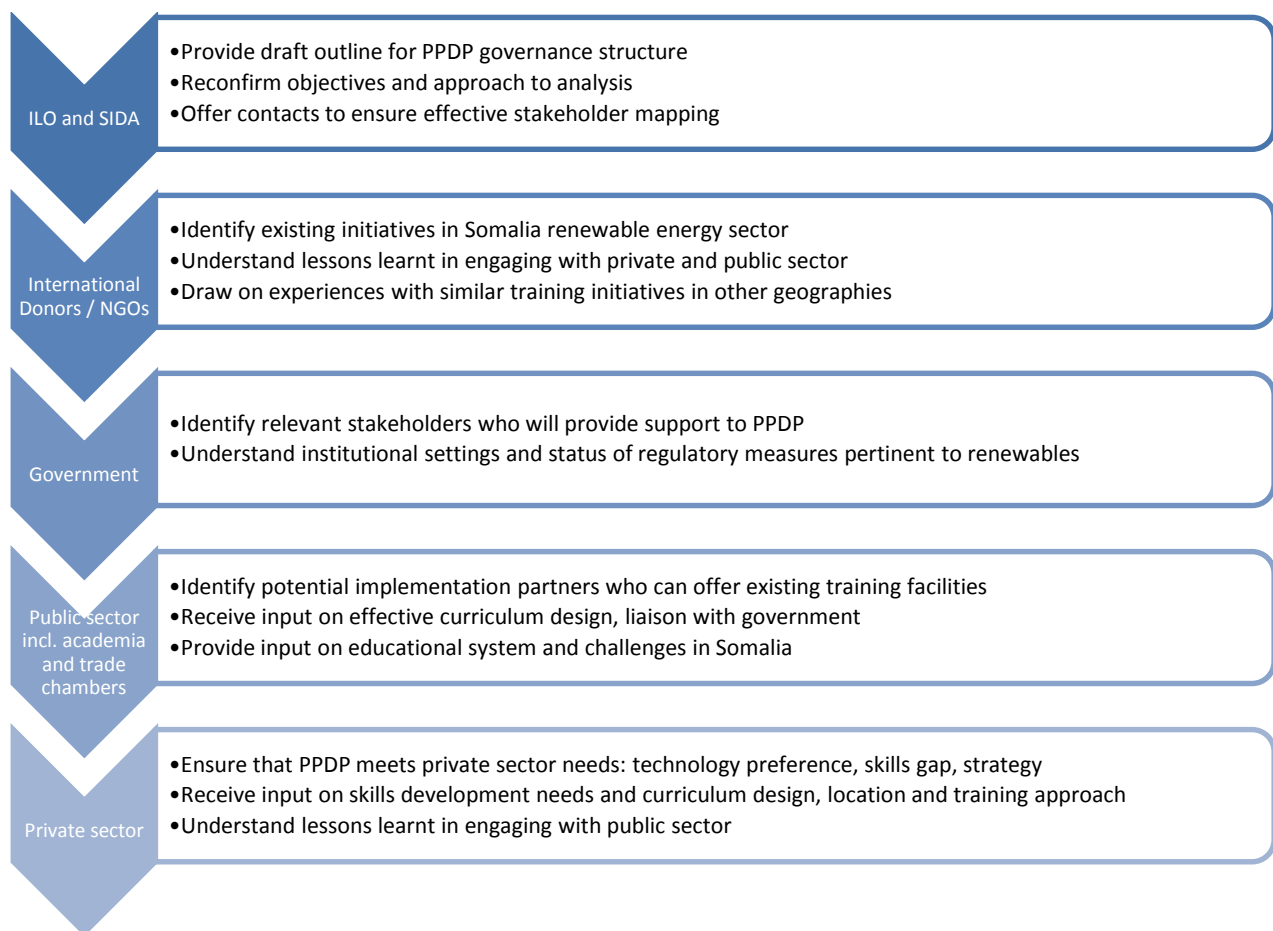 ILO and SIDA
•Provide draft outline for PPDP governance structure
•Reconfirm objectives and approach to analysis
•Offer contacts to ensure effective stakeholder mapping
International
Donors / NGOs
•Identify existing initiatives in Somalia renewable energy sector
•Understand lessons learnt in engaging with private and public sector
•Draw on experiences with similar training initiatives in other geographies
Government
•Identify relevant stakeholders who will provide support to PPDP
•Understand institutional settings and status of regulatory measures pertinent to renewables
Public sector
incl. academia
and trade
chambers
•Identify potential implementation partners who can offer existing training facilities
•Receive input on effective curriculum design, liaison with government
•Provide input on educational system and challenges in Somalia
Private sector
•Ensure that PPDP meets private sector needs: technology preference, skills gap, strategy
•Receive input on skills development needs and curriculum design, location and training approach
•Understand lessons learnt in engaging with public sector